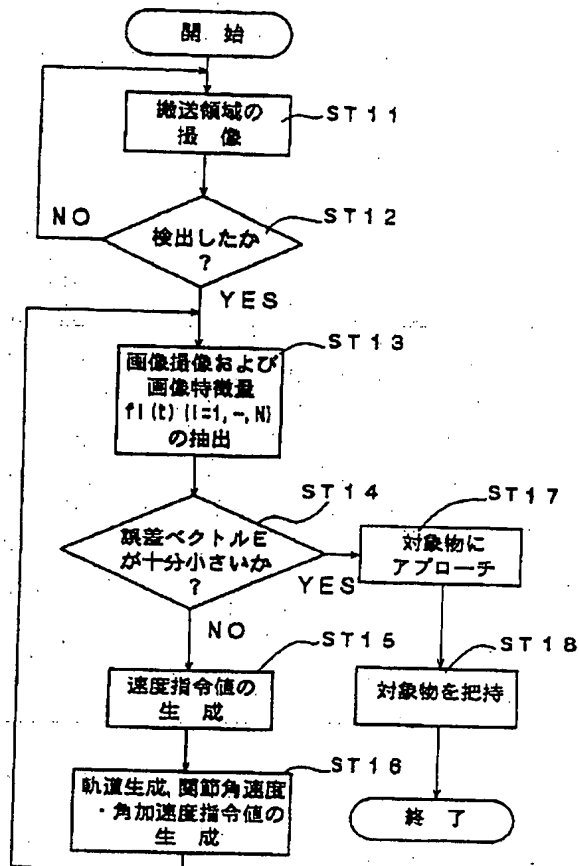 開 始
搬送領域の
撮 像
ST11
NO
検出したか
?
ST12
YES
画像撮像および
画像特徴量
fi(t)(i=1,~,N)
の抽出
ST13
誤差ベクトルE
が十分小さいか
?
ST14
YES
対象物に
アプローチ
ST17
NO
速度指令値の
生 成
ST15
対象物を把持
ST18
軌道生成,関節角速度
・角加速度指令値の
生 成
ST16
終 了